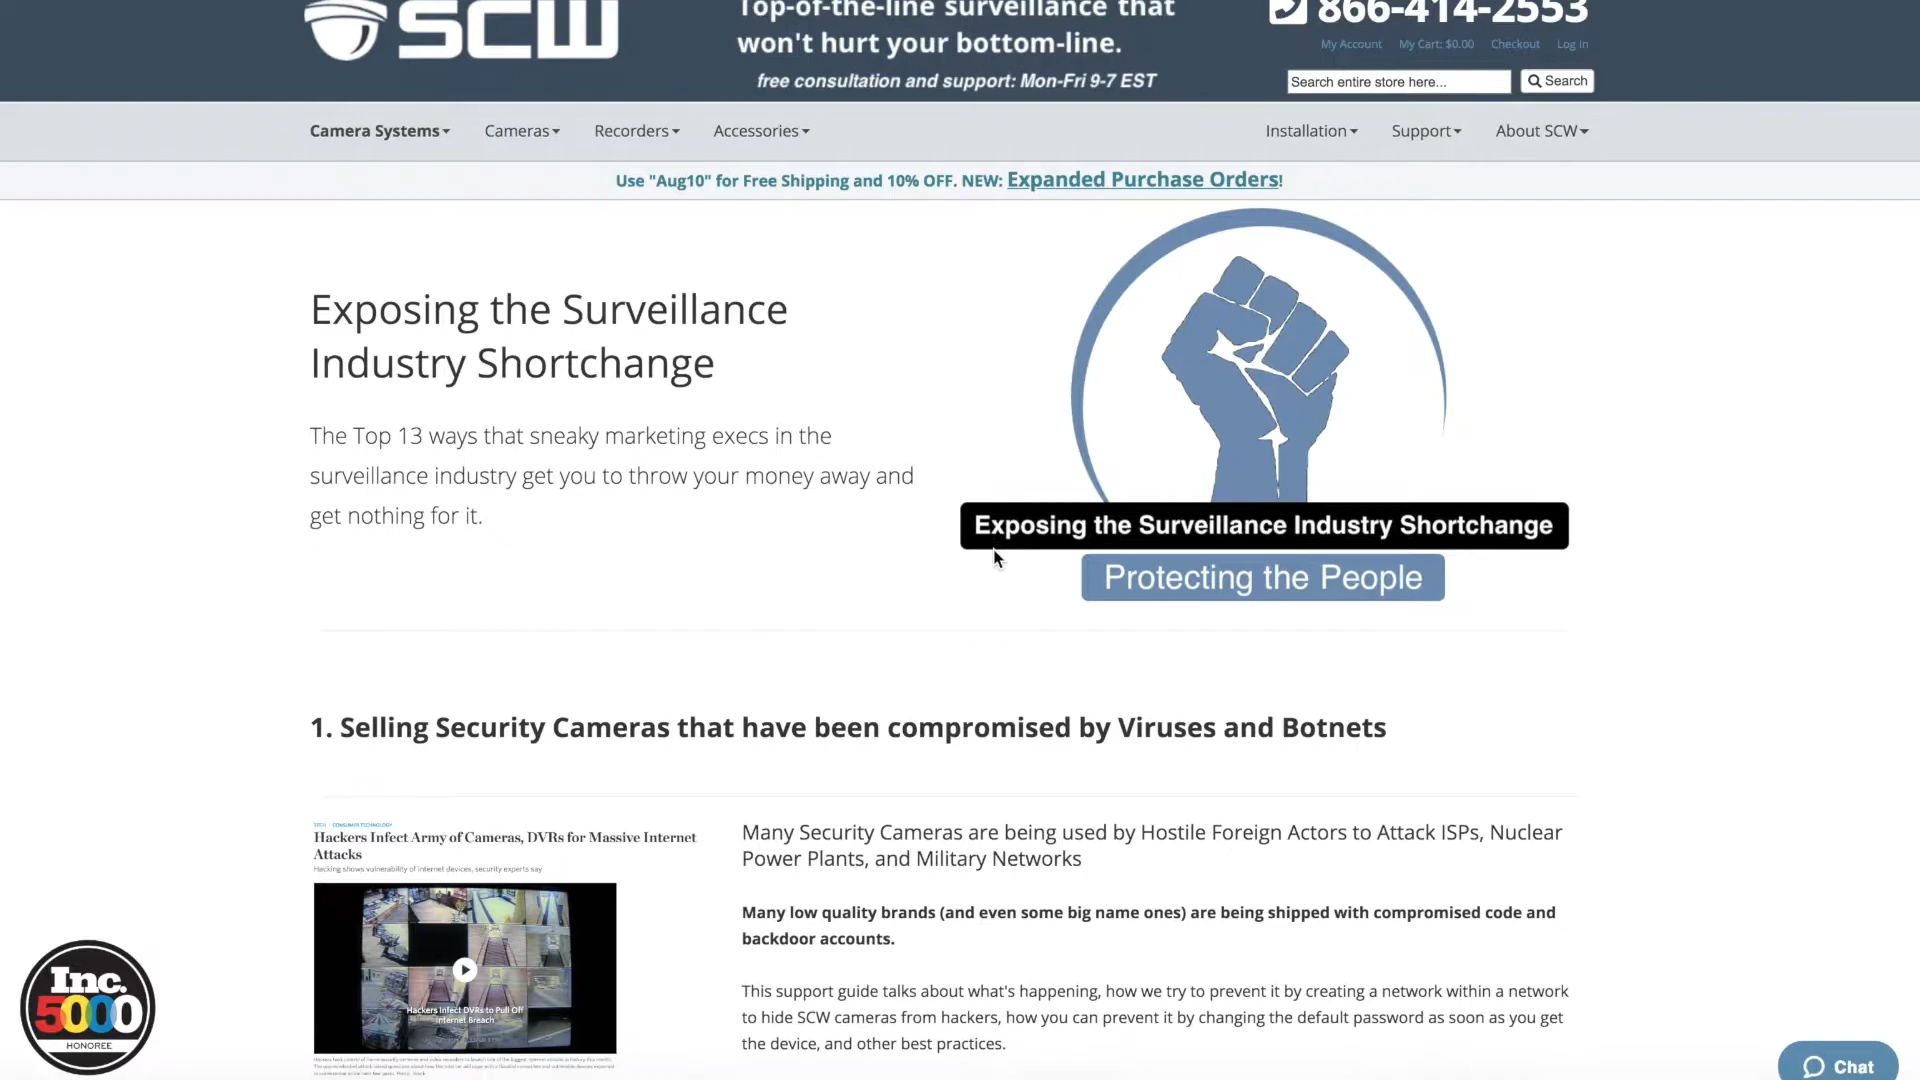 SCW
Top-of-the-line surveillance that
won't hurt your bottom-line.
free consultation and support: Mon-Fri 9-7 EST
866-414-2553
My Account My Cart: $0.00 Checkout Log In
Search entire store here... Search
Camera Systems Cameras Recorders Accessories Installation Support About SCW
Use "Aug10" for Free Shipping and 10% OFF. NEW: Expanded Purchase Orders!
Exposing the Surveillance
Industry Shortchange
The Top 13 ways that sneaky marketing execs in the
surveillance industry get you to throw your money away and
get nothing for it.
Exposing the Surveillance Industry Shortchange
Protecting the People
1. Selling Security Cameras that have been compromised by Viruses and Botnets
TECH CONSUMER TECHNOLOGY
Hackers Infect Army of Cameras, DVRs for Massive Internet
Attacks
Hacking shows vulnerability of internet devices, security experts say
Hackers Infect DVRs to Pull Off
Internet Breach
Many Security Cameras are being used by Hostile Foreign Actors to Attack ISPs, Nuclear
Power Plants, and Military Networks
Many low quality brands (and even some big name ones) are being shipped with compromised code and
backdoor accounts.
This support guide talks about what's happening, how we try to prevent it by creating a network within a network
to hide SCW cameras from hackers, how you can prevent it by changing the default password as soon as you get
the device, and other best practices.
Inc.
5000
HONOREE
Chat